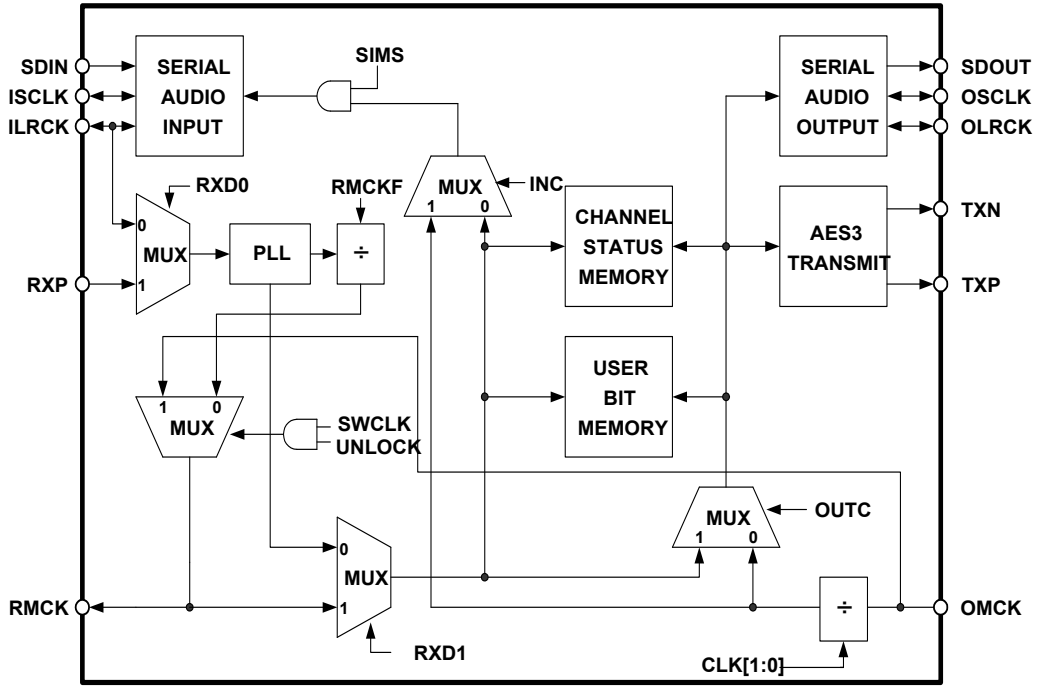 SIMS
SDIN
ISCLK
ILRCK
SERIAL
AUDIO
INPUT
SERIAL
AUDIO
OUTPUT
SDOUT
OSCLK
OLRCK
RXD0
RMCKF
MUX
1 0
INC
0
MUX
1
PLL
÷
CHANNEL
STATUS
MEMORY
AES3
TRANSMIT
TXN
TXP
RXP
1 0
MUX
SWCLK
UNLOCK
USER
BIT
MEMORY
MUX
1 0
OUTC
0
MUX
1
RXD1
RMCK
÷
OMCK
CLK[1:0]